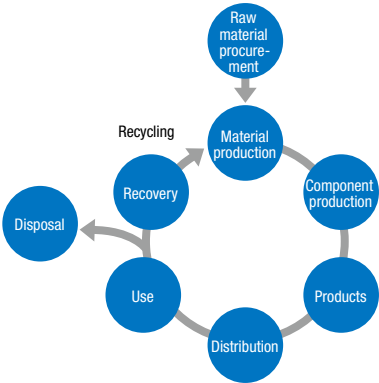 Raw
material
procure-
ment
Recycling
Material
production
Component
production
Recovery
Disposal
Use
Products
Distribution